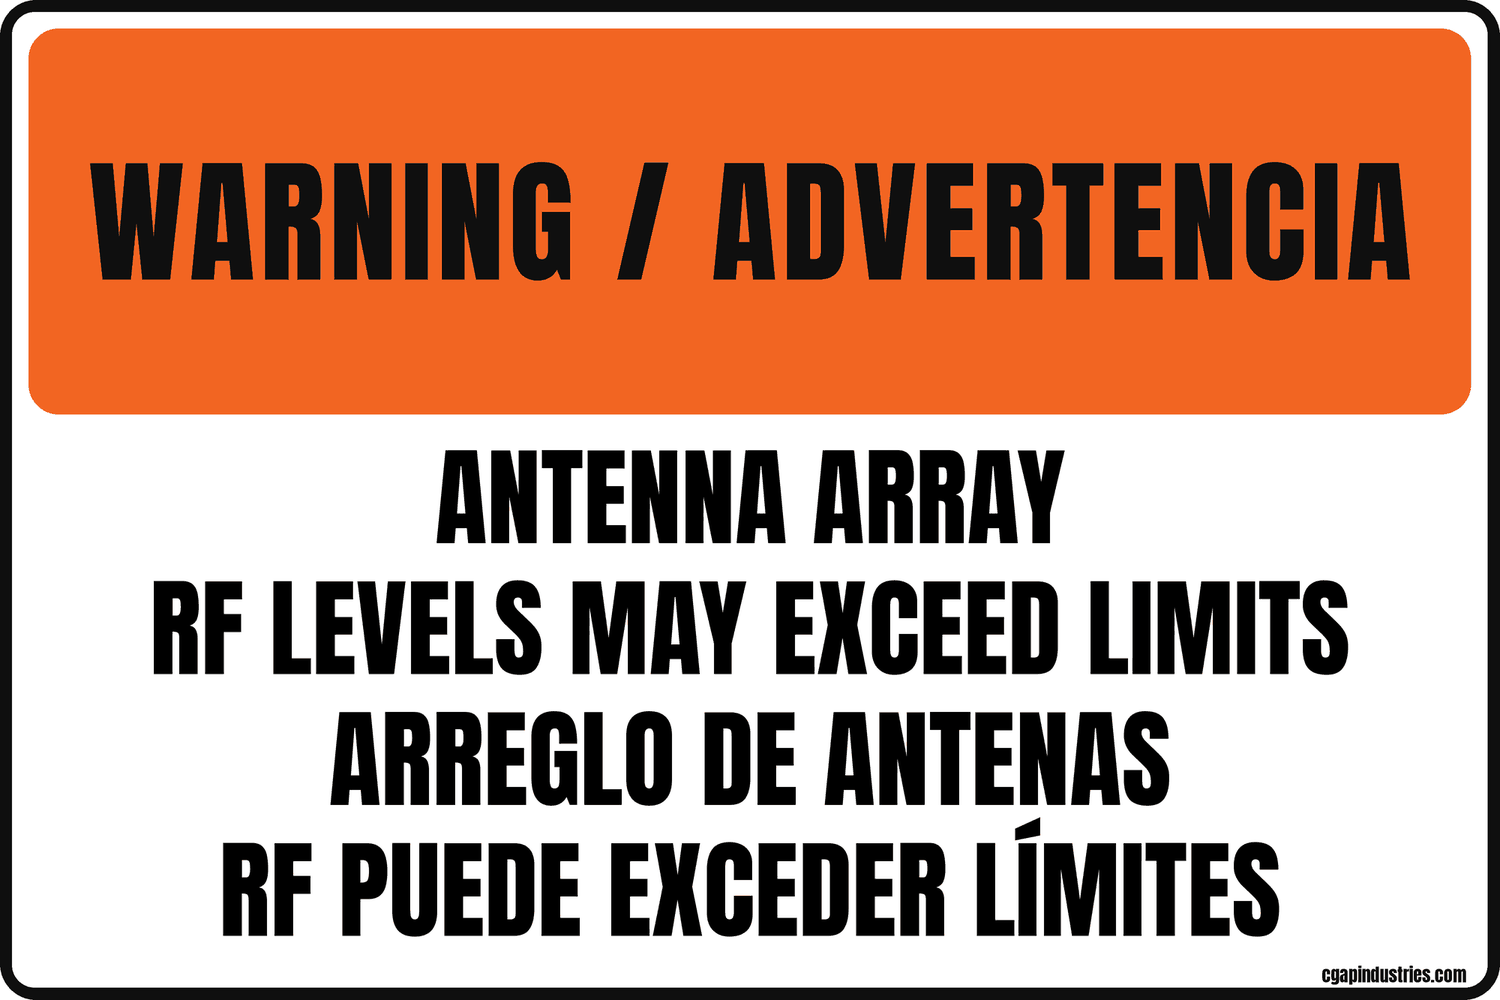 WARNING / ADVERTENCIA
ANTENNA ARRAY
RF LEVELS MAY EXCEED LIMITS
ARREGLO DE ANTENAS
RF PUEDE EXCEDER LÍMITES
cgapindustries.com